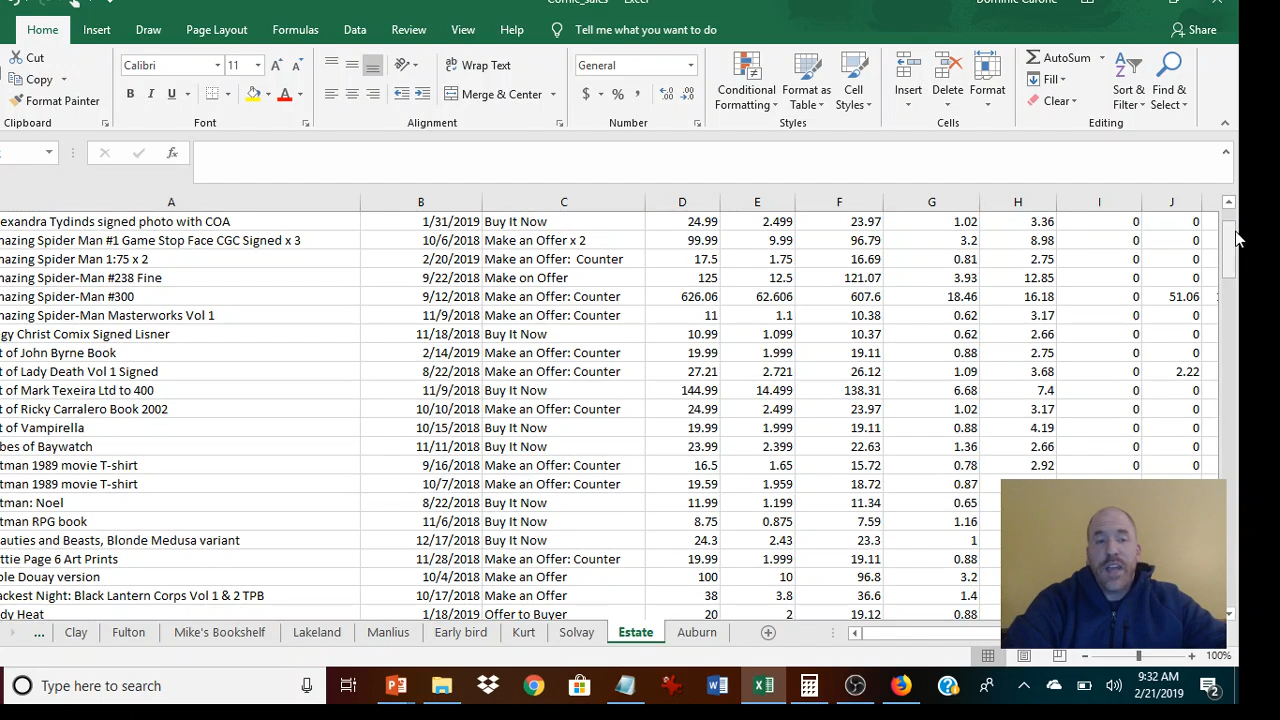 Home Insert Draw Page Layout Formulas Data Review View Help Tell me what you want to do Share
Cut
Copy
Format Painter
Clipboard
Calibri 11 A A
B I U A
Font
Wrap Text
Merge & Center
Alignment
General
$ % ,
Number
Conditional Formatting
Format as Table
Cell Styles
Styles
Insert
Delete
Format
Cells
AutoSum
Fill
Clear
Sort & Filter
Find & Select
Editing
fx
A B C D E F G H I J
exandra Tydinds signed photo with COA 1/31/2019 Buy It Now 24.99 2.499 23.97 1.02 3.36 0 0
nazing Spider Man #1 Game Stop Face CGC Signed x 3 10/6/2018 Make an Offer x 2 99.99 9.99 96.79 3.2 8.98 0 0
nazing Spider Man 1:75 x 2 2/20/2019 Make an Offer: Counter 17.5 1.75 16.69 0.81 2.75 0 0
nazing Spider-Man #238 Fine 9/22/2018 Make on Offer 125 12.5 121.07 3.93 12.85 0 0
nazing Spider-Man #300 9/12/2018 Make an Offer: Counter 626.06 62.606 607.6 18.46 16.18 0 51.06
nazing Spider-Man Masterworks Vol 1 11/9/2018 Make an Offer: Counter 11 1.1 10.38 0.62 3.17 0 0
gy Christ Comix Signed Lisner 11/18/2018 Buy It Now 10.99 1.099 10.37 0.62 2.66 0 0
t of John Byrne Book 2/14/2019 Make an Offer: Counter 19.99 1.999 19.11 0.88 2.75 0 0
t of Lady Death Vol 1 Signed 8/22/2018 Make an Offer: Counter 27.21 2.721 26.12 1.09 3.68 0 2.22
t of Mark Texeira Ltd to 400 11/9/2018 Buy It Now 144.99 14.499 138.31 6.68 7.4 0 0
t of Ricky Carralero Book 2002 10/10/2018 Make an Offer: Counter 24.99 2.499 23.97 1.02 3.17 0 0
t of Vampirella 10/15/2018 Buy It Now 19.99 1.999 19.11 0.88 4.19 0 0
bes of Baywatch 11/11/2018 Buy It Now 23.99 2.399 22.63 1.36 2.66 0 0
tman 1989 movie T-shirt 9/16/2018 Make an Offer: Counter 16.5 1.65 15.72 0.78 2.92 0 0
tman 1989 movie T-shirt 10/7/2018 Make an Offer: Counter 19.59 1.959 18.72 0.87
tman: Noel 8/22/2018 Buy It Now 11.99 1.199 11.34 0.65
tman RPG book 11/6/2018 Buy It Now 8.75 0.875 7.59 1.16
auties and Beasts, Blonde Medusa variant 12/17/2018 Buy It Now 24.3 2.43 23.3 1
ttie Page 6 Art Prints 11/28/2018 Make an Offer: Counter 19.99 1.999 19.11 0.88
ble Douay version 10/4/2018 Make an Offer 100 10 96.8 3.2
ackest Night: Black Lantern Corps Vol 1 & 2 TPB 10/17/2018 Make an Offer 38 3.8 36.6 1.4
dy Heat 1/18/2019 Offer to Buyer 20 2 19.12 0.88
... Clay Fulton Mike's Bookshelf Lakeland Manlius Early bird Kurt Solvay Estate Auburn
100%
Type here to search
9:32 AM
2/21/2019
2